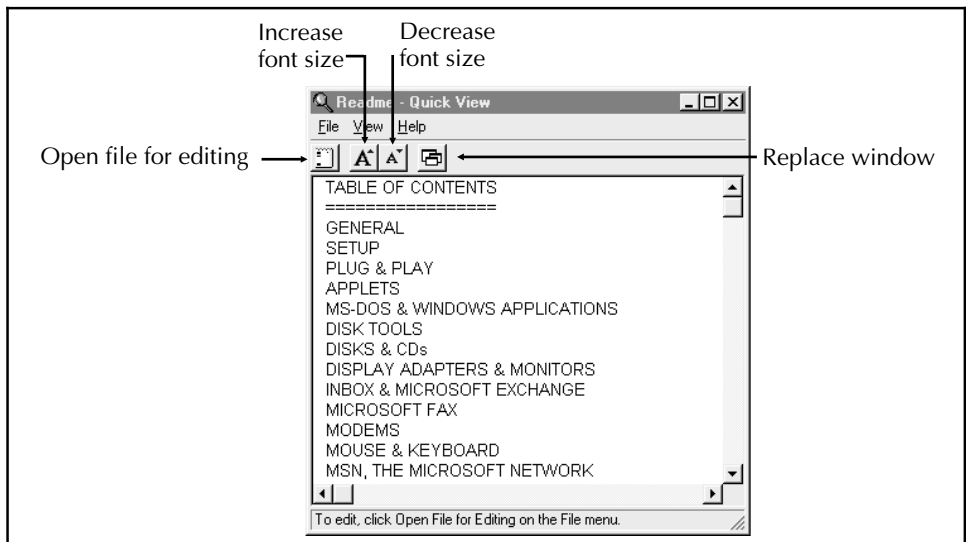 Increase
font size
Decrease
font size
Readme - Quick View
File View Help
Open file for editing
Replace window
TABLE OF CONTENTS
=================
GENERAL
SETUP
PLUG & PLAY
APPLETS
MS-DOS & WINDOWS APPLICATIONS
DISK TOOLS
DISKS & CDs
DISPLAY ADAPTERS & MONITORS
INBOX & MICROSOFT EXCHANGE
MICROSOFT FAX
MODEMS
MOUSE & KEYBOARD
MSN, THE MICROSOFT NETWORK
To edit, click Open File for Editing on the File menu.